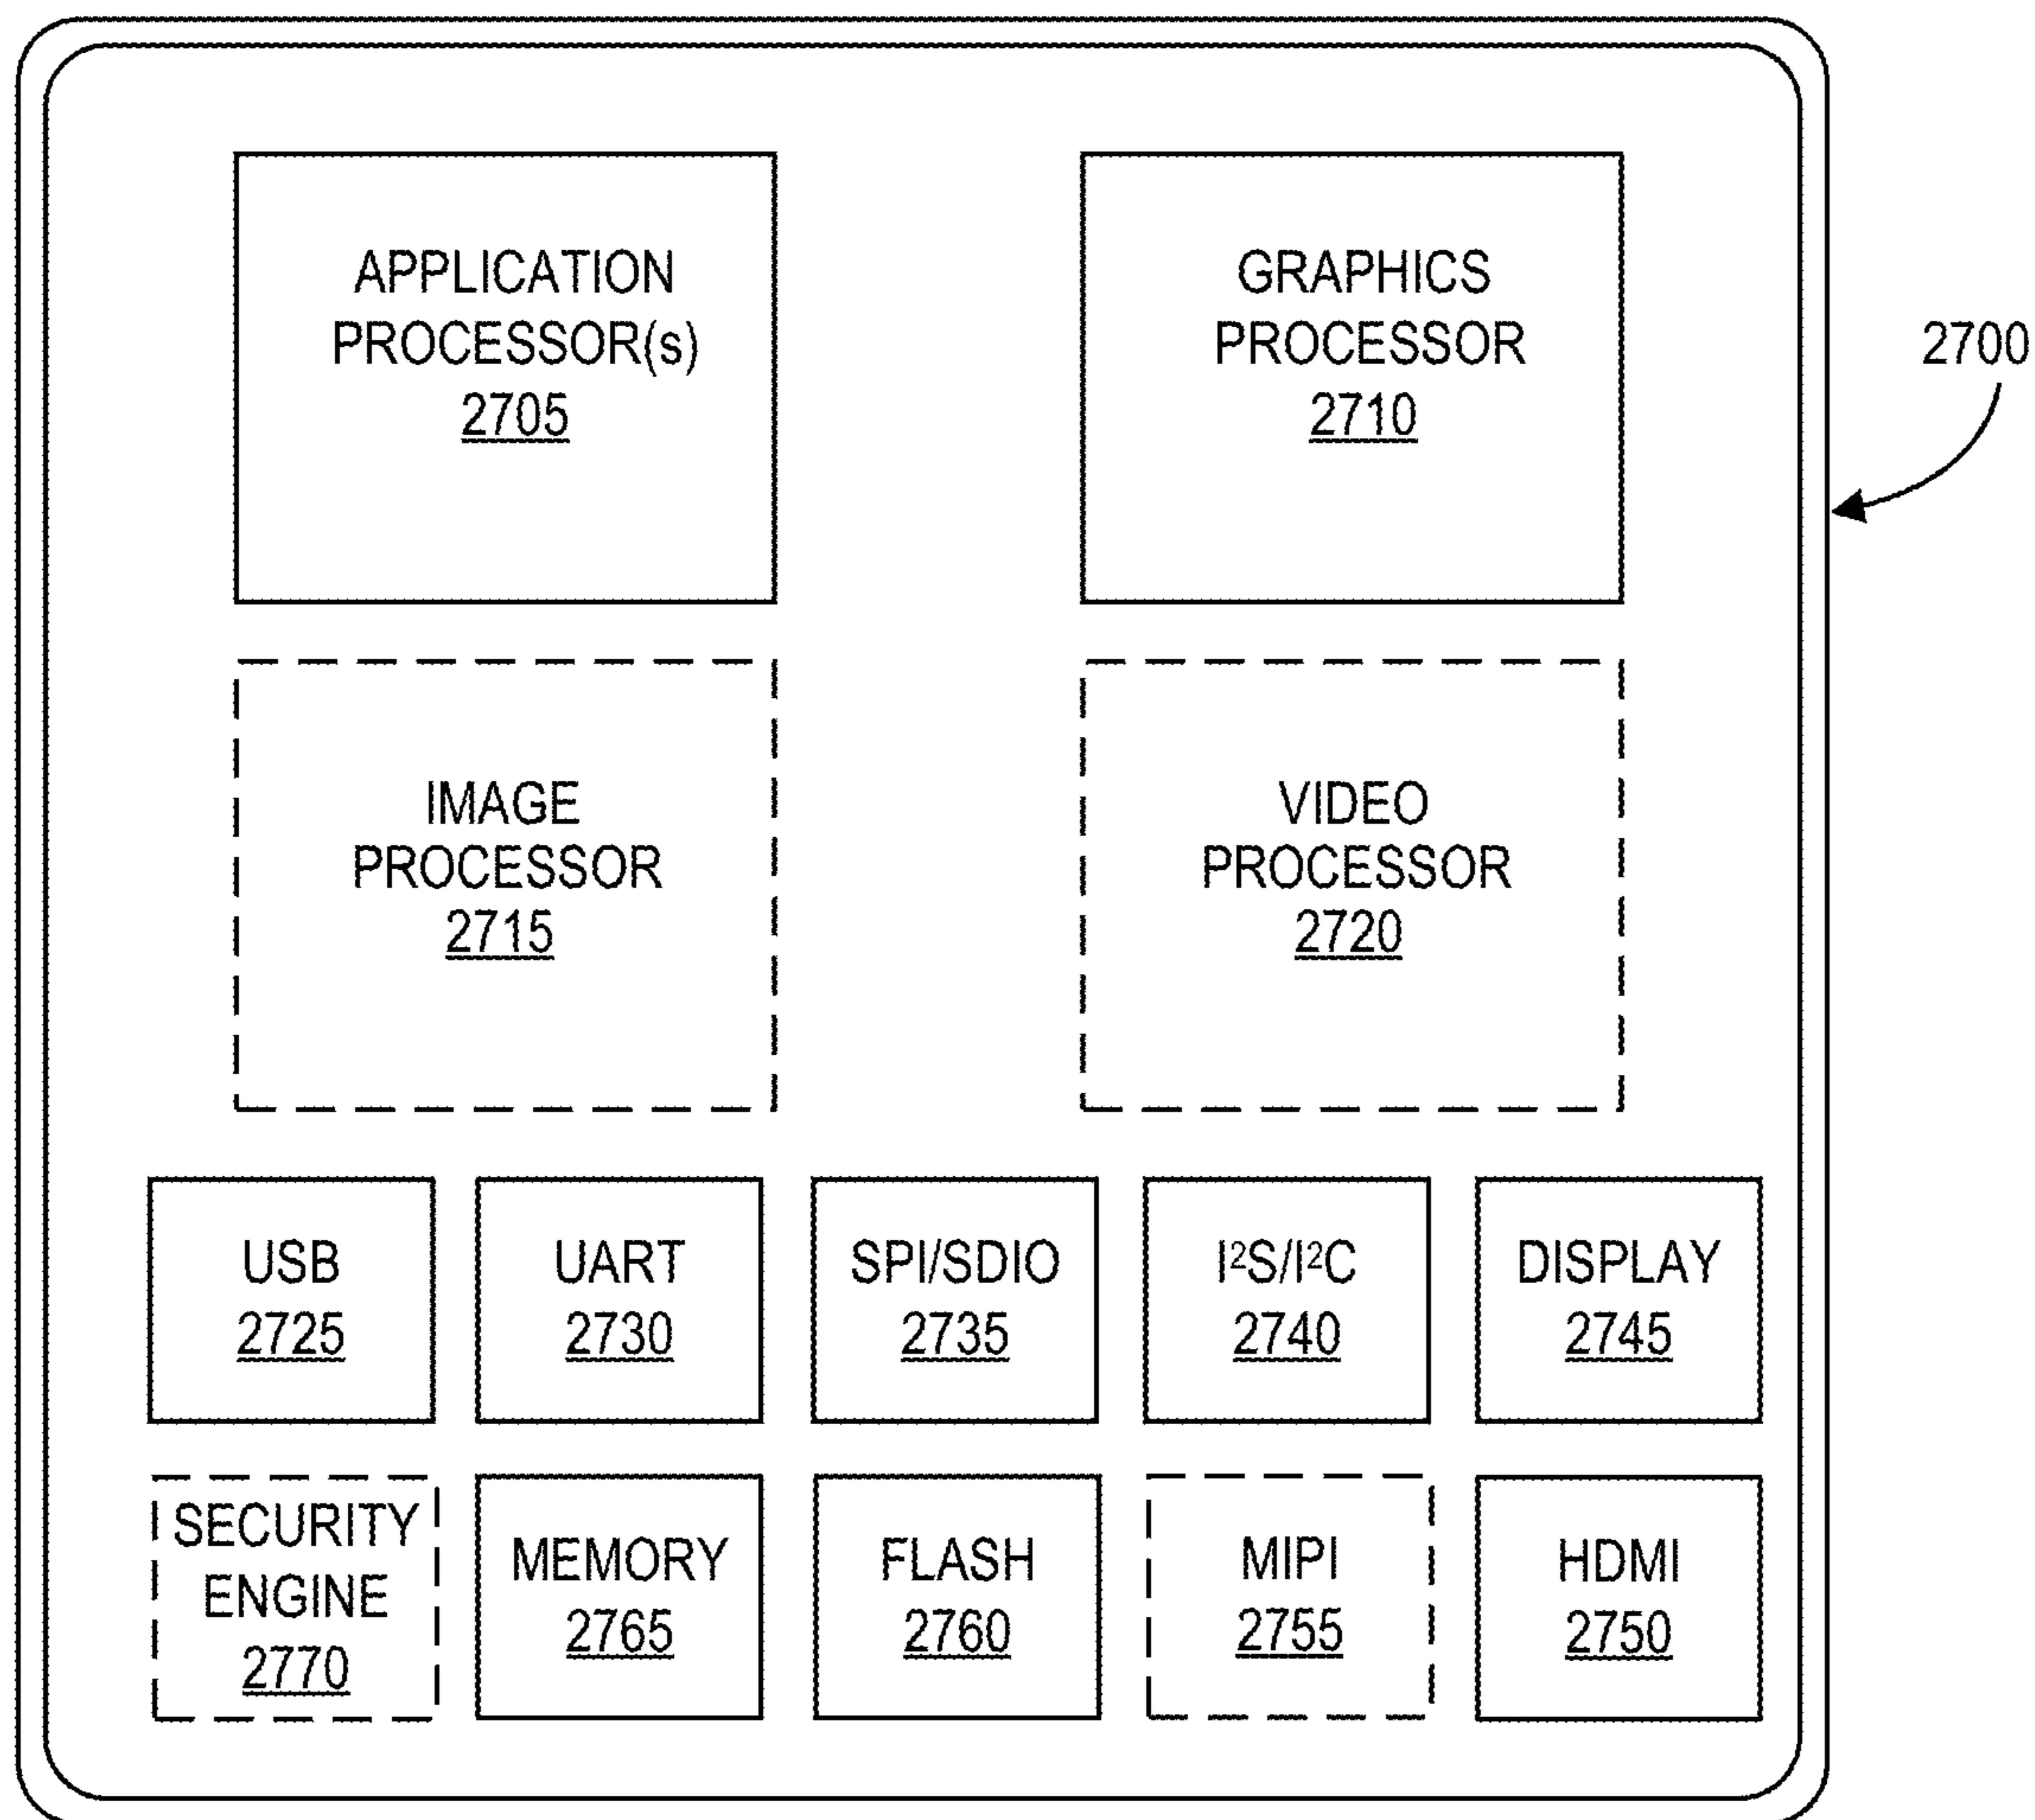 APPLICATION
PROCESSOR(s)
2705
GRAPHICS
PROCESSOR
2710
2700
IMAGE
PROCESSOR
2715
VIDEO
PROCESSOR
2720
USB
2725
UART
2730
SPI/SDIO
2735
I²S/I²C
2740
DISPLAY
2745
SECURITY
ENGINE
2770
MEMORY
2765
FLASH
2760
MIPI
2755
HDMI
2750